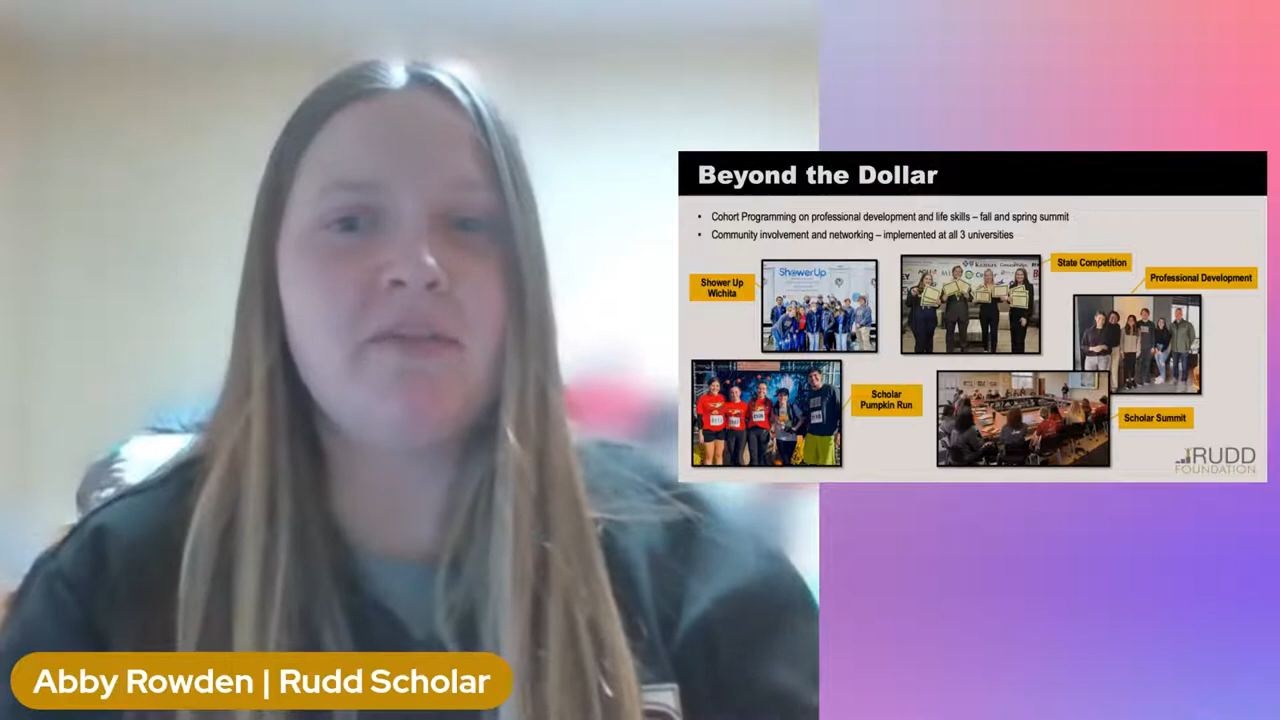 Beyond the Dollar
• Cohort Programming on professional development and life skills – fall and spring summit
• Community involvement and networking – implemented at all 3 universities
Shower Up
Wichita
ShowerUp
State Competition
Professional Development
Scholar
Pumpkin Run
Scholar Summit
RUDD
FOUNDATION
Abby Rowden | Rudd Scholar